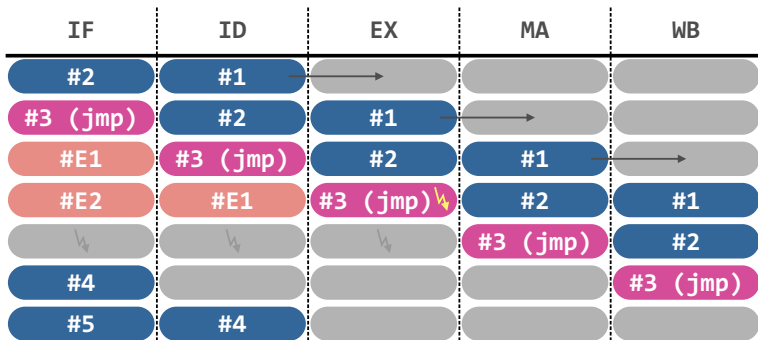 IF ID EX MA WB
#2 #1
#3 (jmp) #2 #1
#E1 #3 (jmp) #2 #1
#E2 #E1 #3 (jmp) #2 #1
#3 (jmp) #2
#4 #3 (jmp)
#5 #4